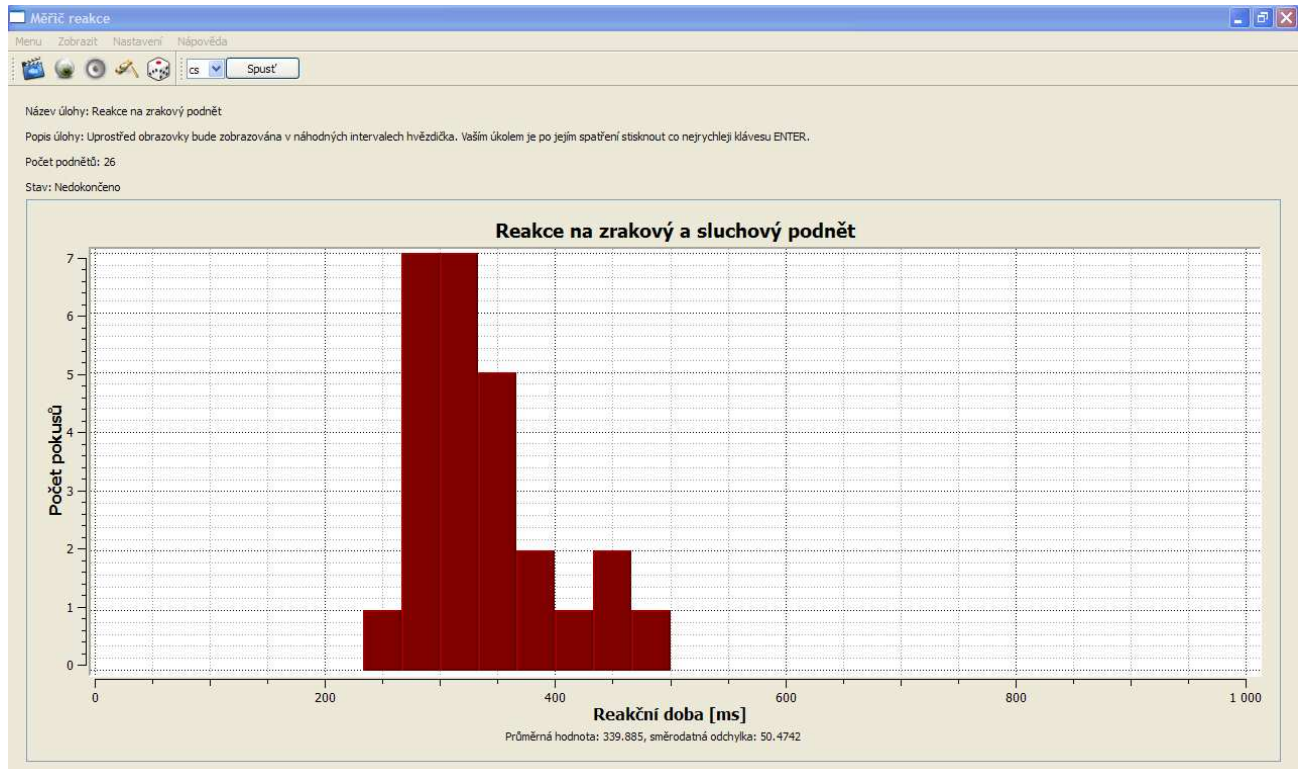 Měřič reakce
Menu Zobrazit Nastavení Nápověda
cs Spusť
Název úlohy: Reakce na zrakový podnět
Popis úlohy: Uprostřed obrazovky bude zobrazována v náhodných intervalech hvězdička. Vaším úkolem je po jejím spatření stisknout co nejrychleji klávesu ENTER.
Počet podnětů: 26
Stav: Nedokončeno
Reakce na zrakový a sluchový podnět
7
6
5
4
3
2
1
0
Počet pokusů
0 200 400 600 800 1 000
Reakční doba [ms]
Průměrná hodnota: 339.885, směrodatná odchylka: 50.4742